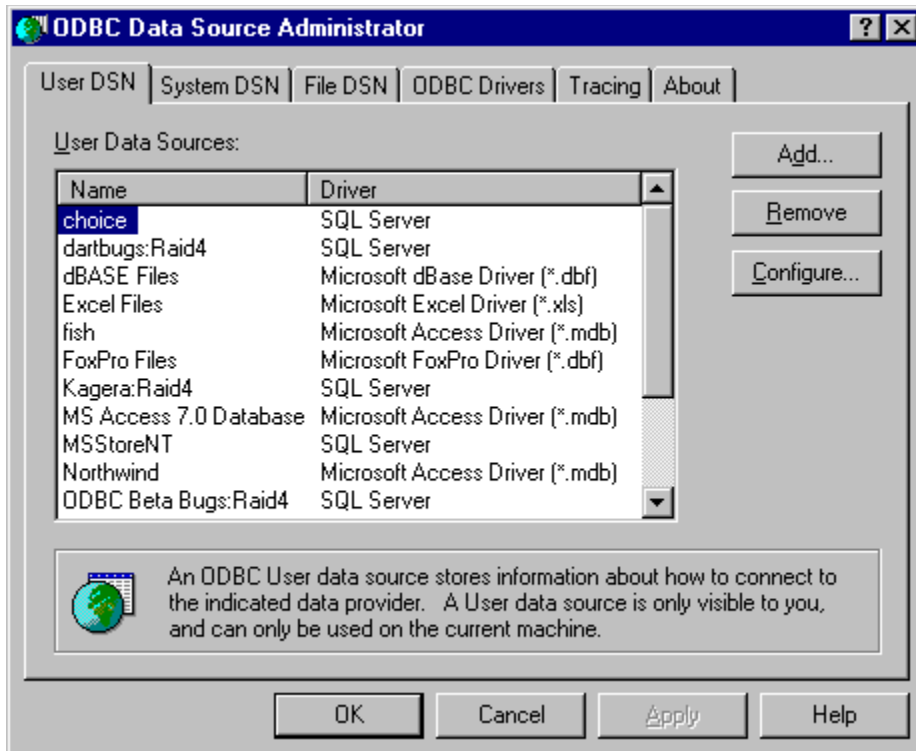 ODBC Data Source Administrator
User DSN System DSN File DSN ODBC Drivers Tracing About
User Data Sources:
Add...
Name Driver
choice SQL Server
Remove
dartbugs:Raid4 SQL Server
dBASE Files Microsoft dBase Driver (*.dbf)
Configure...
Excel Files Microsoft Excel Driver (*.xls)
fish Microsoft Access Driver (*.mdb)
FoxPro Files Microsoft FoxPro Driver (*.dbf)
Kagera:Raid4 SQL Server
MS Access 7.0 Database Microsoft Access Driver (*.mdb)
MSStoreNT SQL Server
Northwind Microsoft Access Driver (*.mdb)
ODBC Beta Bugs:Raid4 SQL Server
An ODBC User data source stores information about how to connect to
the indicated data provider. A User data source is only visible to you,
and can only be used on the current machine.
OK Cancel Apply Help